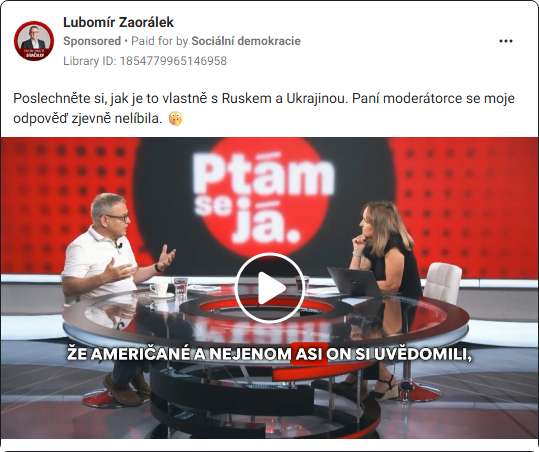 Lubomír Zaorálek
Sponsored • Paid for by Sociální demokracie
Library ID: 1854779965146958
Poslechněte si, jak je to vlastně s Ruskem a Ukrajinou. Paní moderátorce se moje
odpověď zjevně nelíbila. 🫣
Ptám
se já.
ŽE AMERIČANÉ A NEJENOM ASI ON SI UVĚDOMILI,